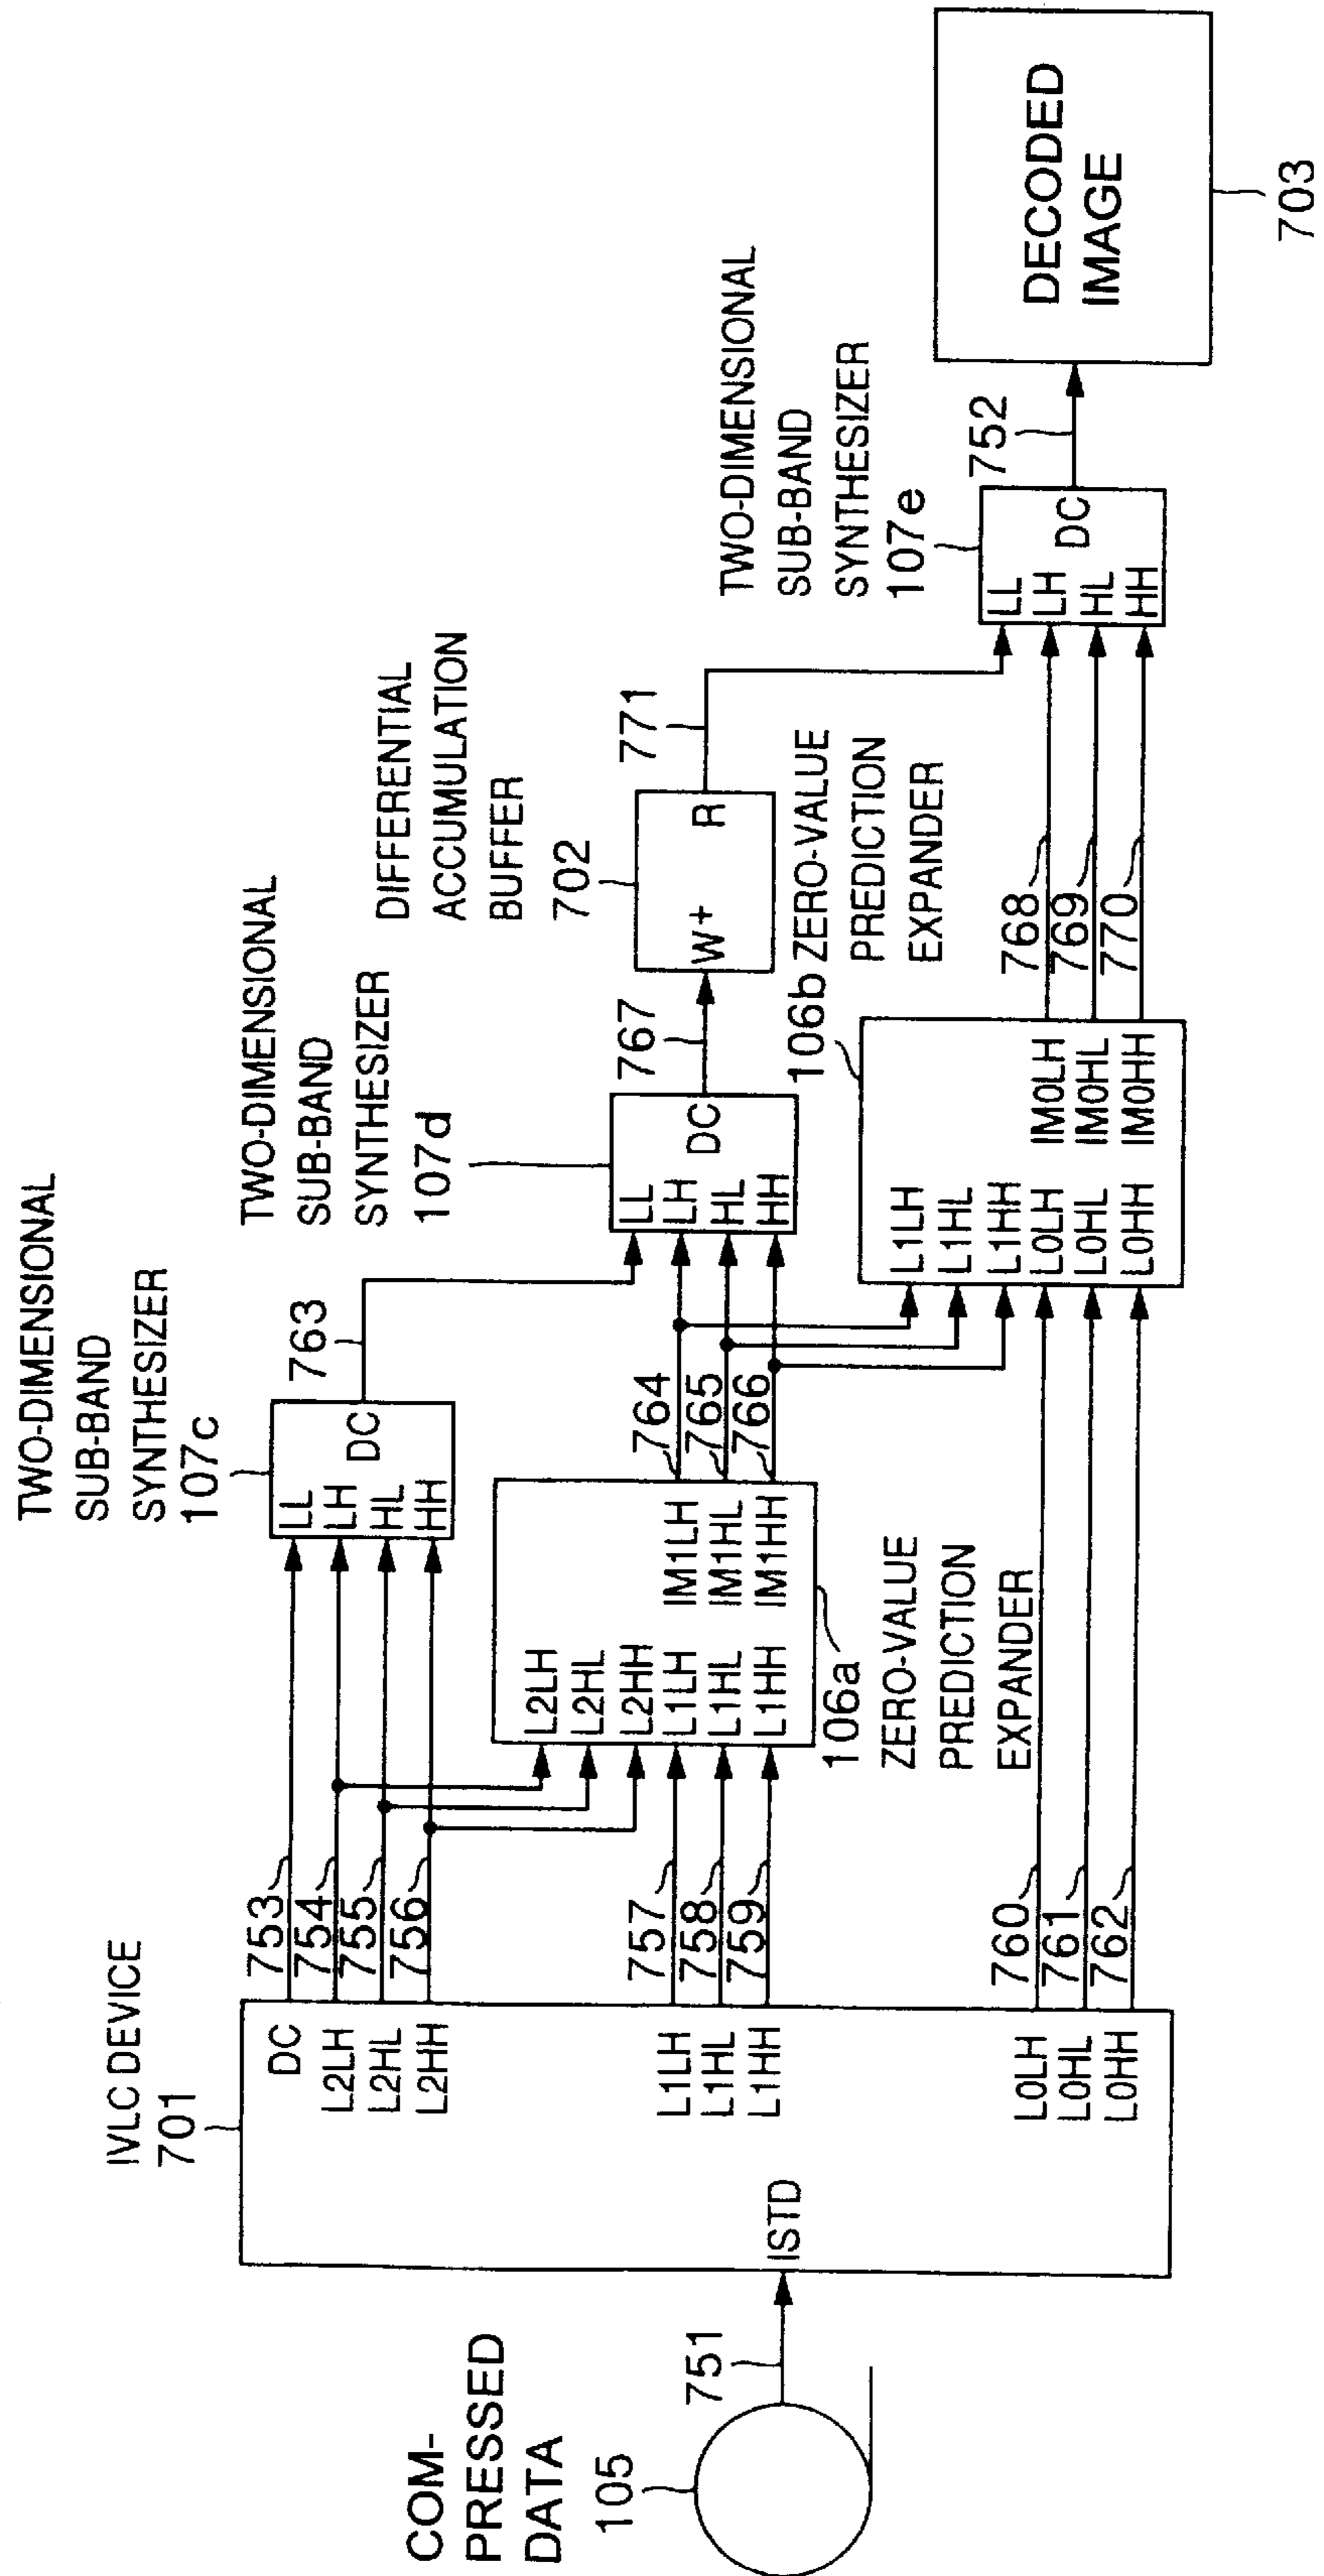 COM-
PRESSED
DATA
105
751
IVLC DEVICE
701
ISTD
DC
L2LH
L2HL
L2HH
L1LH
L1HL
L1HH
L0LH
L0HL
L0HH
753
754
755
756
757
758
759
760
761
762
TWO-DIMENSIONAL
SUB-BAND
SYNTHESIZER
107c
LL
LH
HL
HH
DC
763
L2LH
L2HL
L2HH
L1LH
L1HL
L1HH
IM1LH
IM1HL
IM1HH
106a
ZERO-VALUE
PREDICTION
EXPANDER
764
765
766
TWO-DIMENSIONAL
SUB-BAND
SYNTHESIZER
107d
LL
LH
HL
HH
DC
767
DIFFERENTIAL
ACCUMULATION
BUFFER
702
W+
R
771
106b ZERO-VALUE
PREDICTION
EXPANDER
L1LH
L1HL
L1HH
L0LH
L0HL
L0HH
IM0LH
IM0HL
IM0HH
768
769
770
TWO-DIMENSIONAL
SUB-BAND
SYNTHESIZER
107e
LL
LH
HL
HH
DC
752
DECODED
IMAGE
703